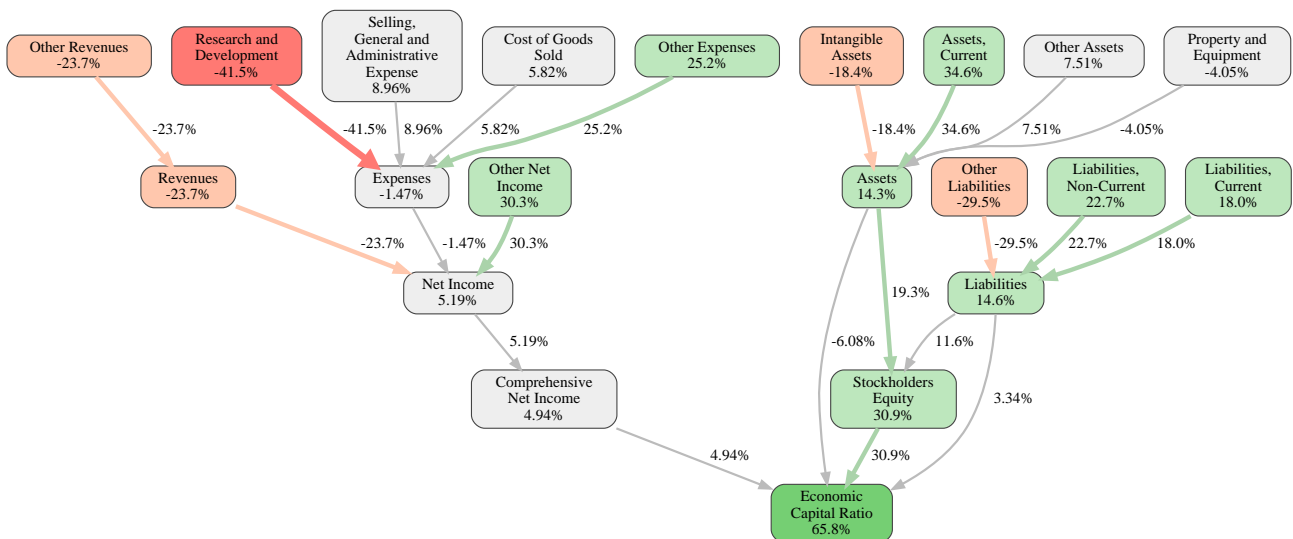 Other Revenues
-23.7%
Research and
Development
-41.5%
Selling,
General and
Administrative
Expense
8.96%
Cost of Goods
Sold
5.82%
Other Expenses
25.2%
Intangible
Assets
-18.4%
Assets,
Current
34.6%
Other Assets
7.51%
Property and
Equipment
-4.05%
-23.7%
-41.5%
8.96%
5.82%
25.2%
-18.4%
34.6%
7.51%
-4.05%
Revenues
-23.7%
Expenses
-1.47%
Other Net
Income
30.3%
Assets
14.3%
Other
Liabilities
-29.5%
Liabilities,
Non-Current
22.7%
Liabilities,
Current
18.0%
-23.7%
-1.47%
30.3%
-29.5%
22.7%
18.0%
Net Income
5.19%
19.3%
Liabilities
14.6%
5.19%
-6.08%
11.6%
Comprehensive
Net Income
4.94%
Stockholders
Equity
30.9%
3.34%
4.94%
30.9%
Economic
Capital Ratio
65.8%